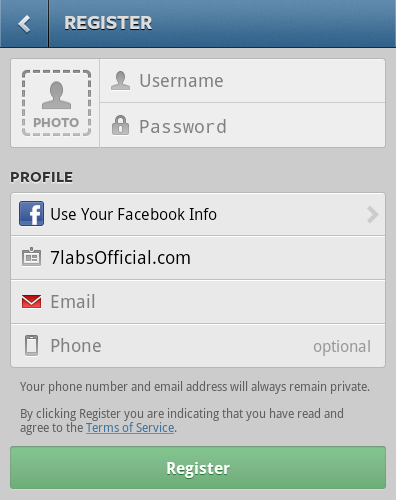 REGISTER
PHOTO
Username
Password
PROFILE
Use Your Facebook Info
7labsOfficial.com
Email
Phone optional
Your phone number and email address will always remain private.
By clicking Register you are indicating that you have read and
agree to the Terms of Service.
Register